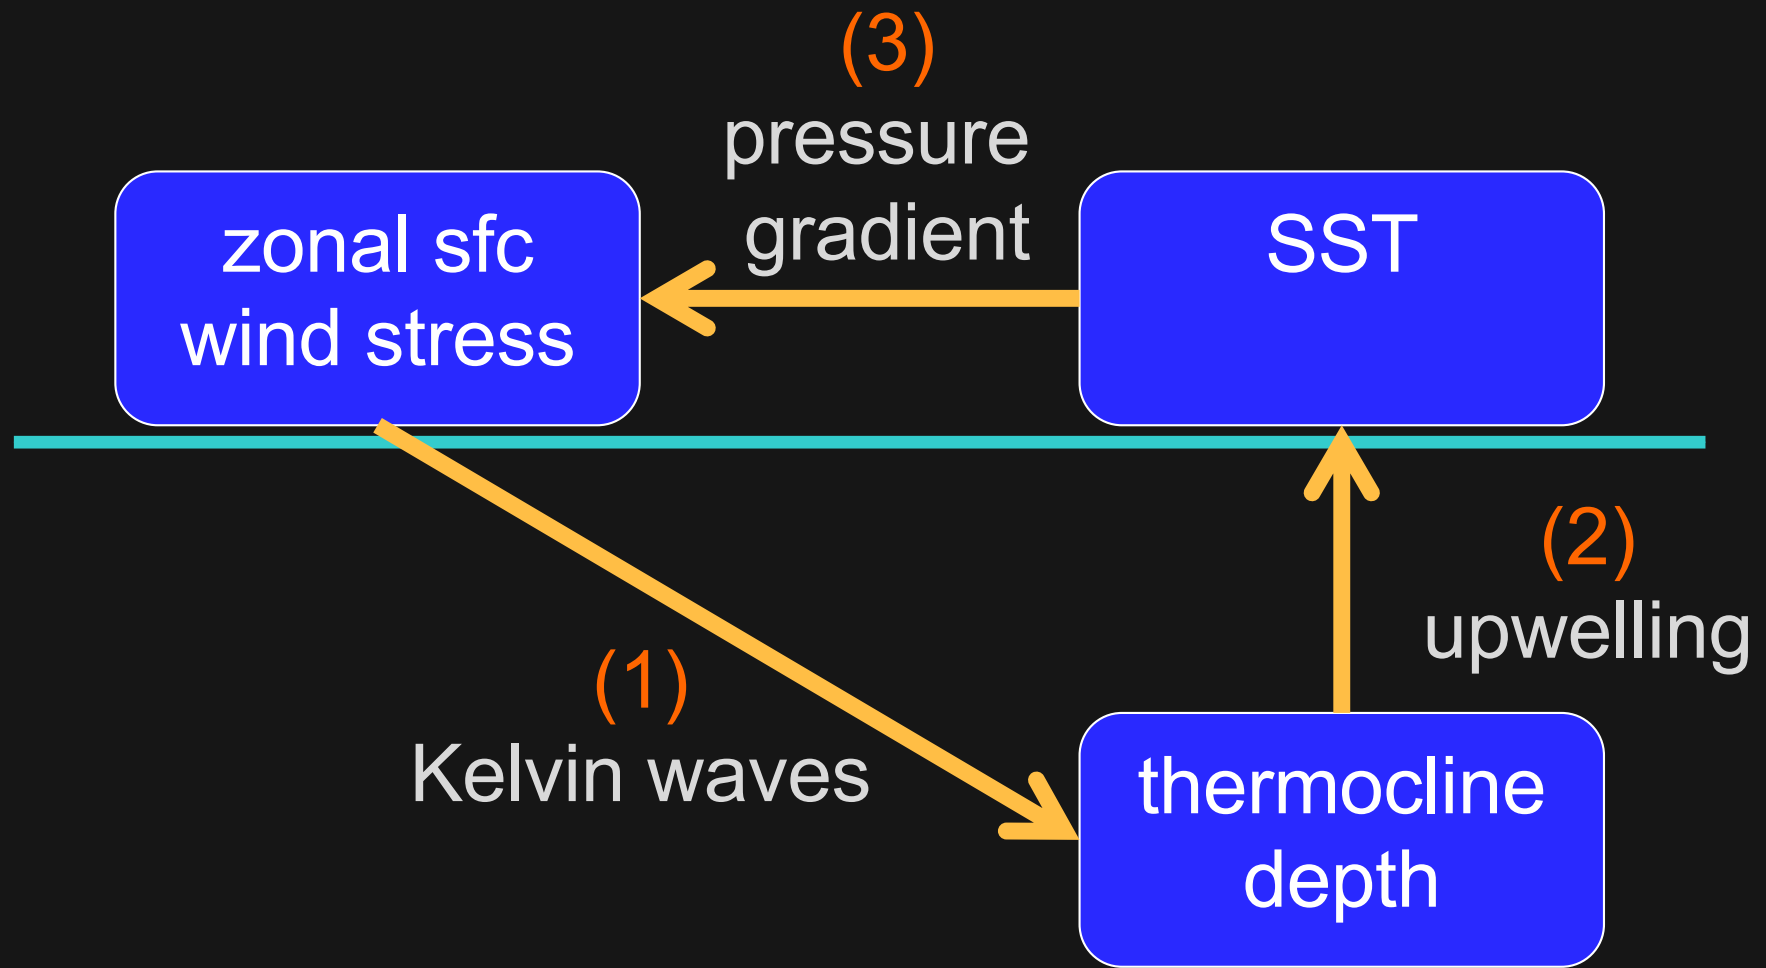 (3)
pressure
gradient
zonal sfc
wind stress
SST
(1)
Kelvin waves
(2)
upwelling
thermocline
depth